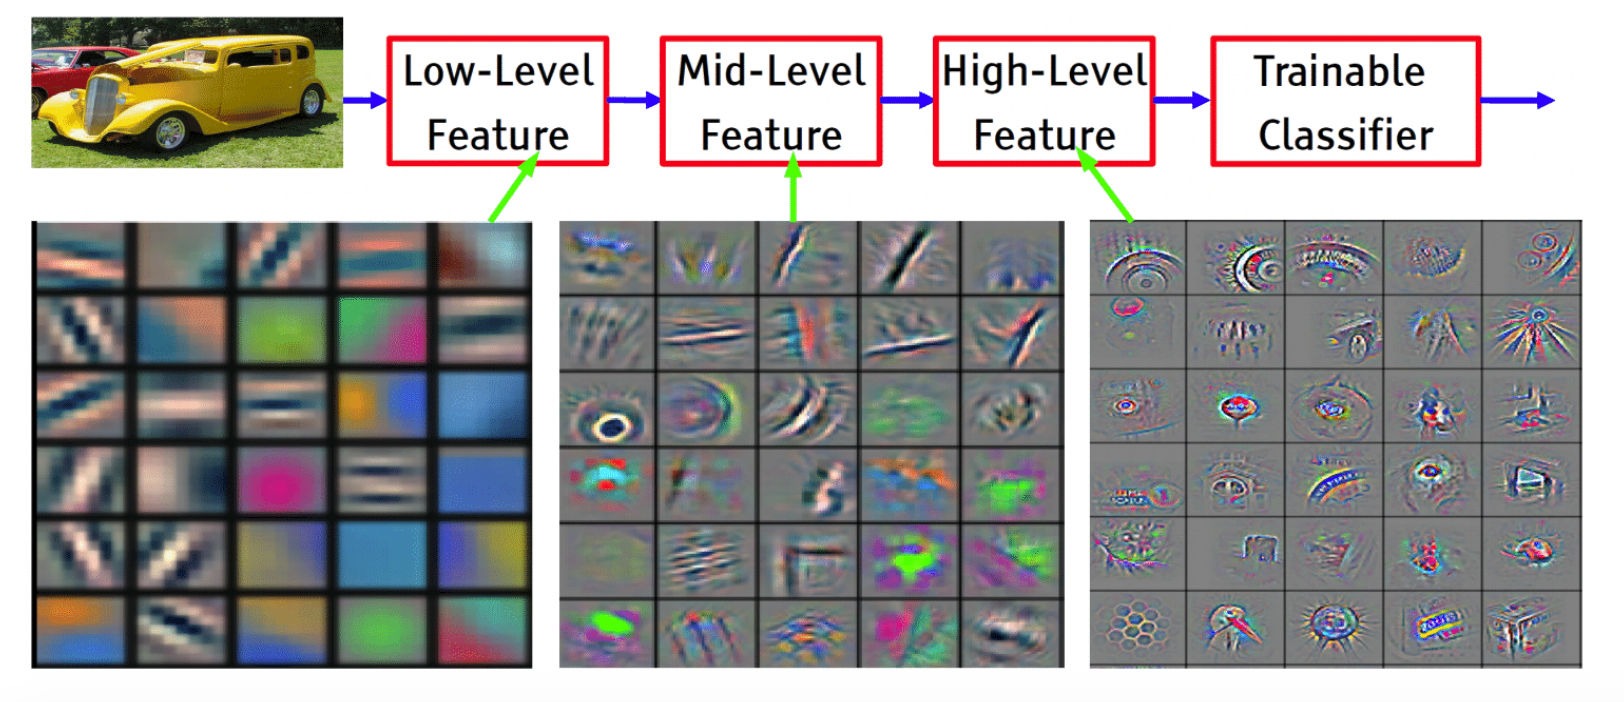 Low-Level
Feature
Mid-Level
Feature
High-Level
Feature
Trainable
Classifier